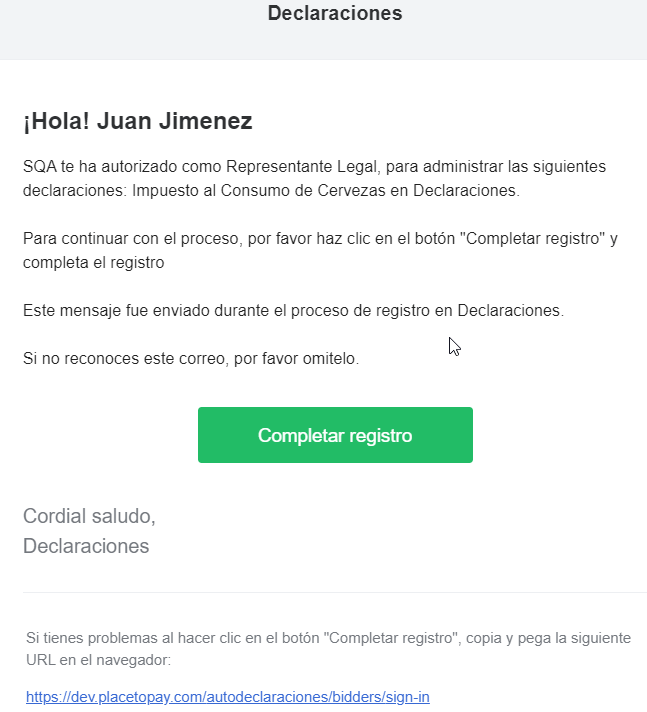 Declaraciones
¡Hola! Juan Jimenez
SQA te ha autorizado como Representante Legal, para administrar las siguientes
declaraciones: Impuesto al Consumo de Cervezas en Declaraciones.
Para continuar con el proceso, por favor haz clic en el botón "Completar registro" y
completa el registro
Este mensaje fue enviado durante el proceso de registro en Declaraciones.
Si no reconoces este correo, por favor omitelo.
Completar registro
Cordial saludo,
Declaraciones
Si tienes problemas al hacer clic en el botón "Completar registro", copia y pega la siguiente
URL en el navegador:
https://dev.placetopay.com/autodeclaraciones/bidders/sign-in